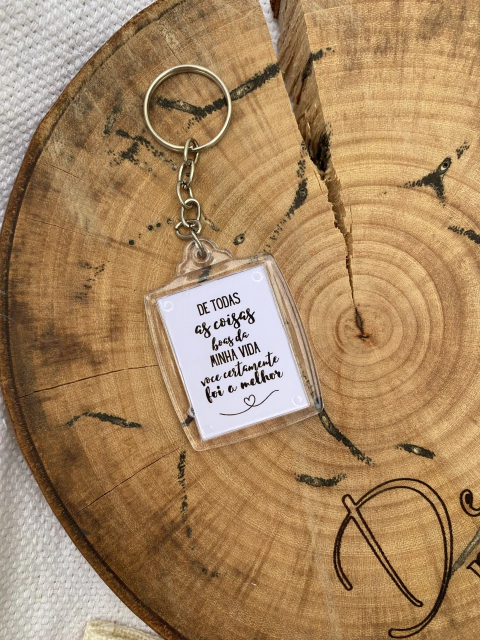 DE TODAS
as coisas
boas da
MINHA VIDA
voce certamente
foi a melhor
D